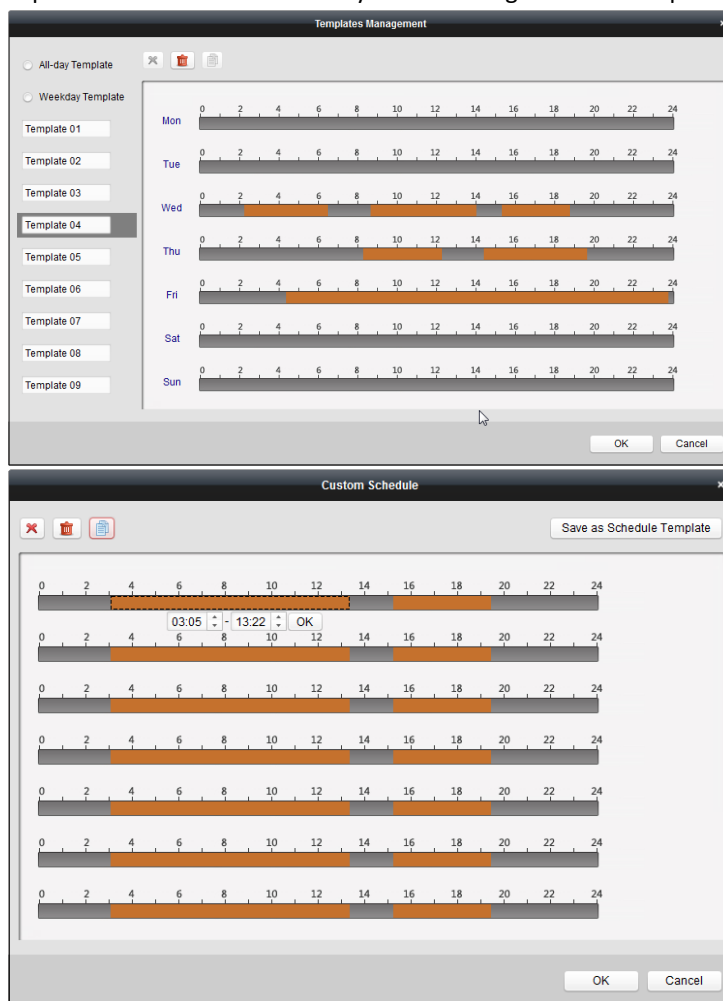 Templates Management
All-day Template
Weekday Template
Template 01
Template 02
Template 03
Template 04
Template 05
Template 06
Template 07
Template 08
Template 09
0 2 4 6 8 10 12 14 16 18 20 22 24
Mon
0 2 4 6 8 10 12 14 16 18 20 22 24
Tue
0 2 4 6 8 10 12 14 16 18 20 22 24
Wed
0 2 4 6 8 10 12 14 16 18 20 22 24
Thu
0 2 4 6 8 10 12 14 16 18 20 22 24
Fri
0 2 4 6 8 10 12 14 16 18 20 22 24
Sat
0 2 4 6 8 10 12 14 16 18 20 22 24
Sun
OK Cancel
Custom Schedule
Save as Schedule Template
0 2 4 6 8 10 12 14 16 18 20 22 24
03:05 - 13:22 OK
0 2 4 6 8 10 12 14 16 18 20 22 24
0 2 4 6 8 10 12 14 16 18 20 22 24
0 2 4 6 8 10 12 14 16 18 20 22 24
0 2 4 6 8 10 12 14 16 18 20 22 24
0 2 4 6 8 10 12 14 16 18 20 22 24
0 2 4 6 8 10 12 14 16 18 20 22 24
OK Cancel